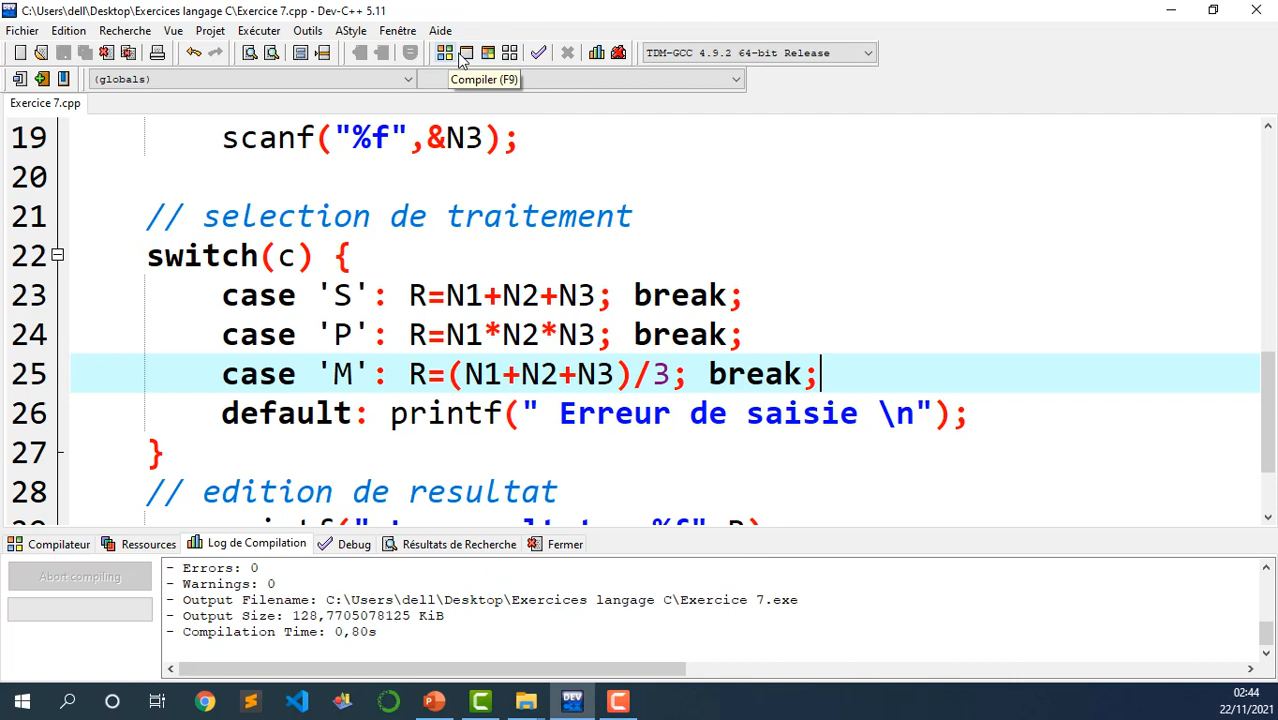 C:\Users\dell\Desktop\Exercices langage C\Exercice 7.cpp - Dev-C++ 5.11
Fichier Edition Recherche Vue Projet Exécuter Outils AStyle Fenêtre Aide
TDM-GCC 4.9.2 64-bit Release
(globals)
Compiler (F9)
Exercice 7.cpp
19 scanf("%f",&N3);
20
21 // selection de traitement
22 switch(c) {
23 case 'S': R=N1+N2+N3; break;
24 case 'P': R=N1*N2*N3; break;
25 case 'M': R=(N1+N2+N3)/3; break;
26 default: printf(" Erreur de saisie \n");
27 }
28 // edition de resultat
Compilateur Ressources Log de Compilation Debug Résultats de Recherche Fermer
Abort compiling
- Errors: 0
- Warnings: 0
- Output Filename: C:\Users\dell\Desktop\Exercices langage C\Exercice 7.exe
- Output Size: 128,7705078125 KiB
- Compilation Time: 0,80s
DEV
02:44
22/11/2021